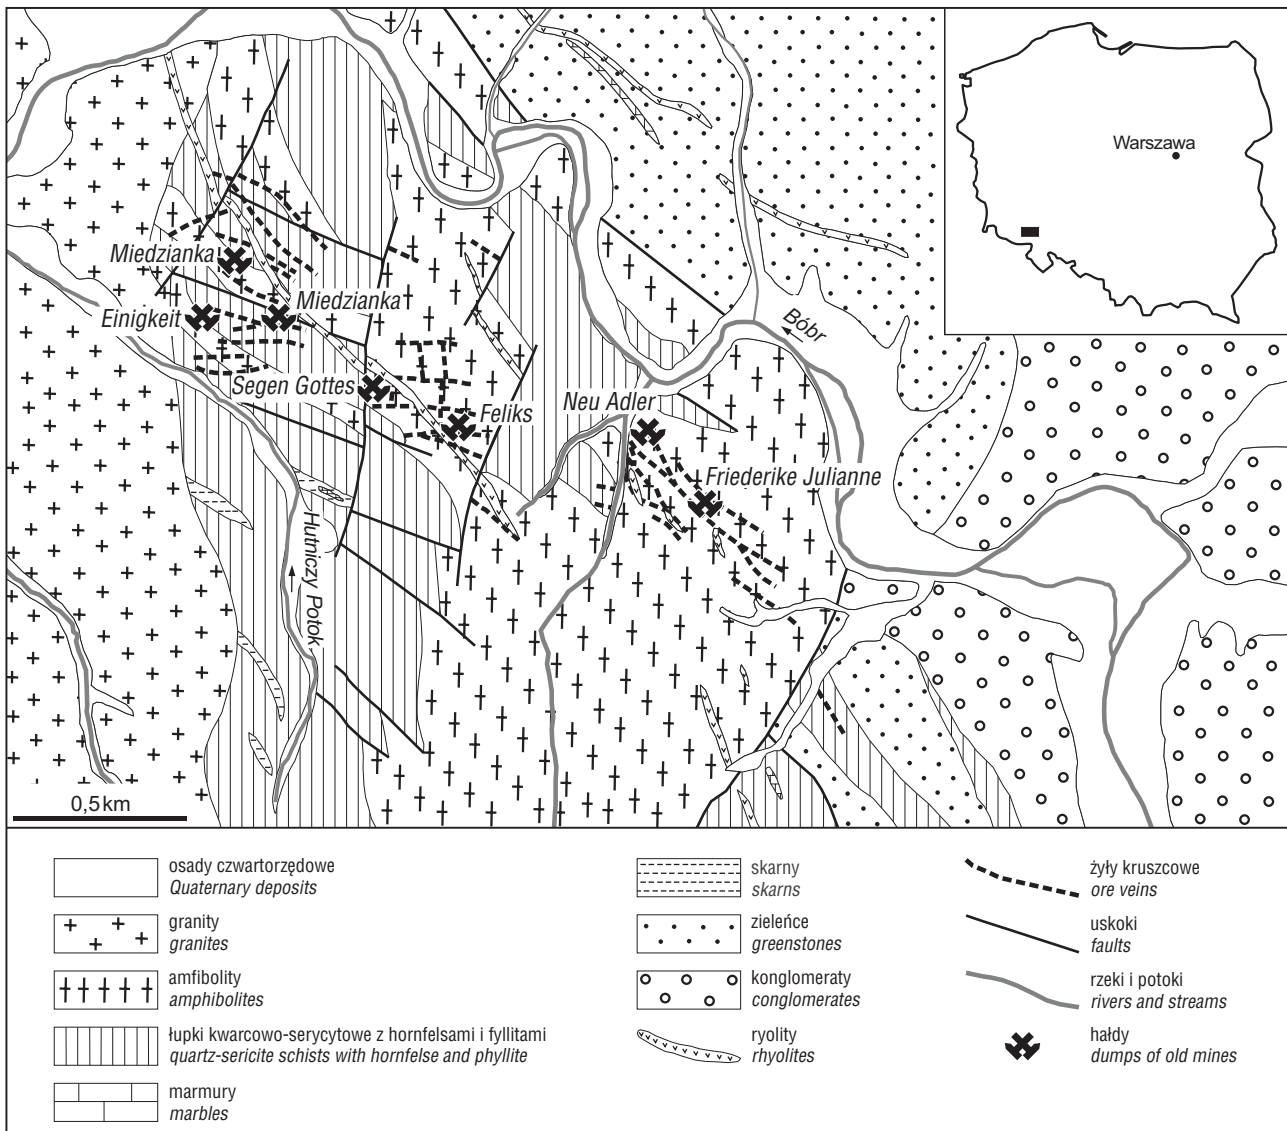 Warszawa
Miedzianka
Miedzianka
Einigkeit
Bóbr
Segen Gottes
Feliks
Neu Adler
Friederike Julianne
Hutniczy Potok
0,5 km
osady czwartorzędowe
Quaternary deposits
granity
granites
amfibolity
amphibolites
łupki kwarcowo-serycytowe z hornfelsami i fyllitami
quartz-sericite schists with hornfelse and phyllite
marmury
marbles
skarny
skarns
zieleńce
greenstones
konglomeraty
conglomerates
ryolity
rhyolites
żyły kruszcowe
ore veins
uskoki
faults
rzeki i potoki
rivers and streams
hałdy
dumps of old mines